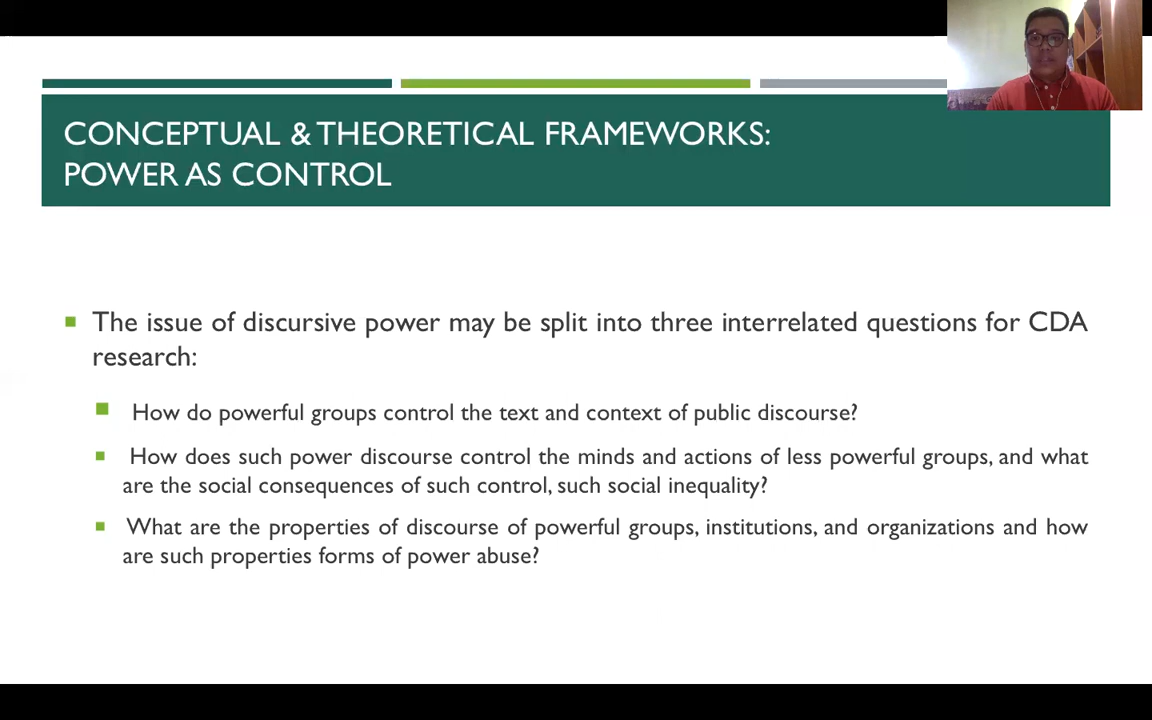 CONCEPTUAL & THEORETICAL FRAMEWORKS:
POWER AS CONTROL
The issue of discursive power may be split into three interrelated questions for CDA
research:
How do powerful groups control the text and context of public discourse?
How does such power discourse control the minds and actions of less powerful groups, and what
are the social consequences of such control, such social inequality?
What are the properties of discourse of powerful groups, institutions, and organizations and how
are such properties forms of power abuse?